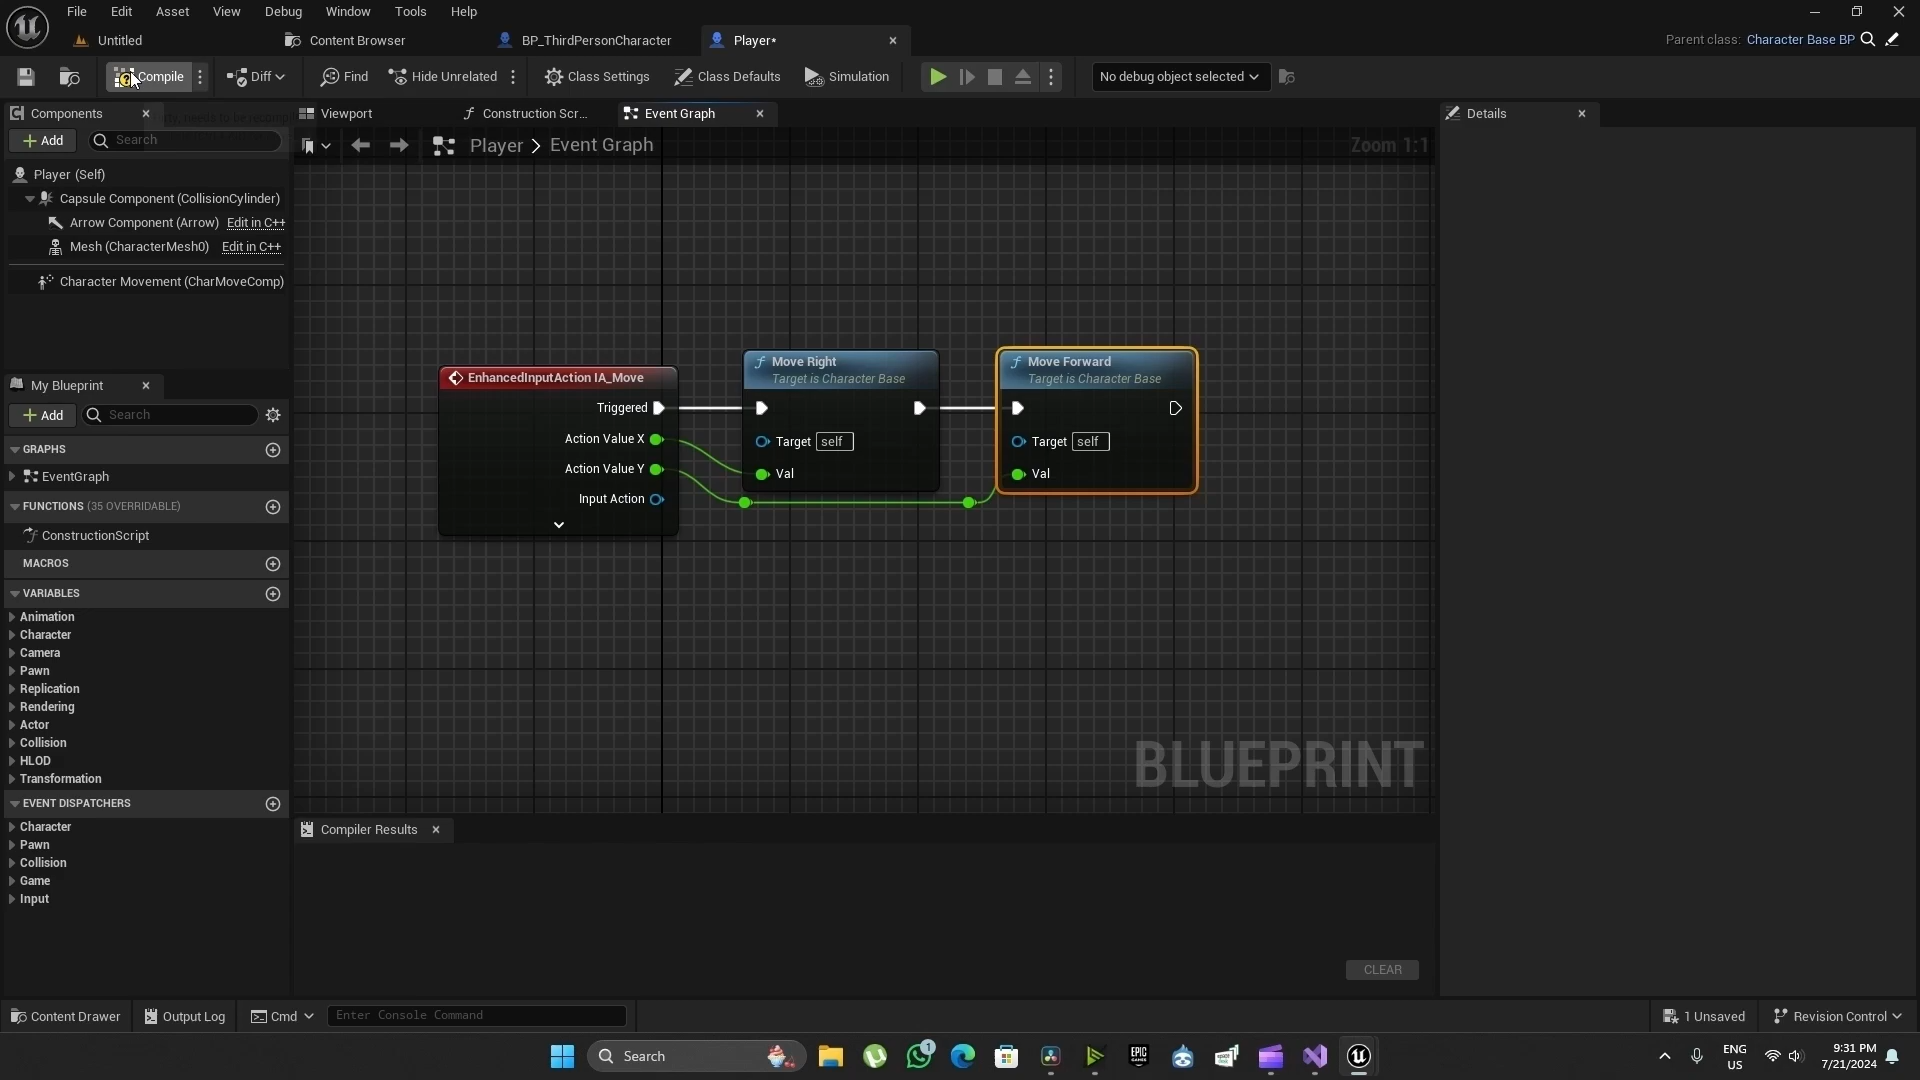 File Edit Asset View Debug Window Tools Help
Untitled Content Browser BP_ThirdPersonCharacter Player*
Parent class: Character Base BP
Compile Diff Find Hide Unrelated Class Settings Class Defaults Simulation No debug object selected
Components
Add Search
Player (Self)
Capsule Component (CollisionCylinder)
Arrow Component (Arrow) Edit in C++
Mesh (CharacterMesh0) Edit in C++
Character Movement (CharMoveComp)
My Blueprint
Add Search
GRAPHS
EventGraph
FUNCTIONS (35 OVERRIDABLE)
ConstructionScript
MACROS
VARIABLES
Animation
Character
Camera
Pawn
Replication
Rendering
Actor
Collision
HLOD
Transformation
EVENT DISPATCHERS
Character
Pawn
Collision
Game
Input
Viewport Construction Scr... Event Graph
Player > Event Graph
Zoom 1:1
EnhancedInputAction IA_Move
Triggered
Action Value X
Action Value Y
Input Action
Move Right
Target is Character Base
Target self
Val
Move Forward
Target is Character Base
Target self
Val
BLUEPRINT
Compiler Results
CLEAR
Details
Content Drawer Output Log Cmd Enter Console Command
1 Unsaved Revision Control
Search
1
EPIC
GAMES
ENG
US
9:31 PM
7/21/2024